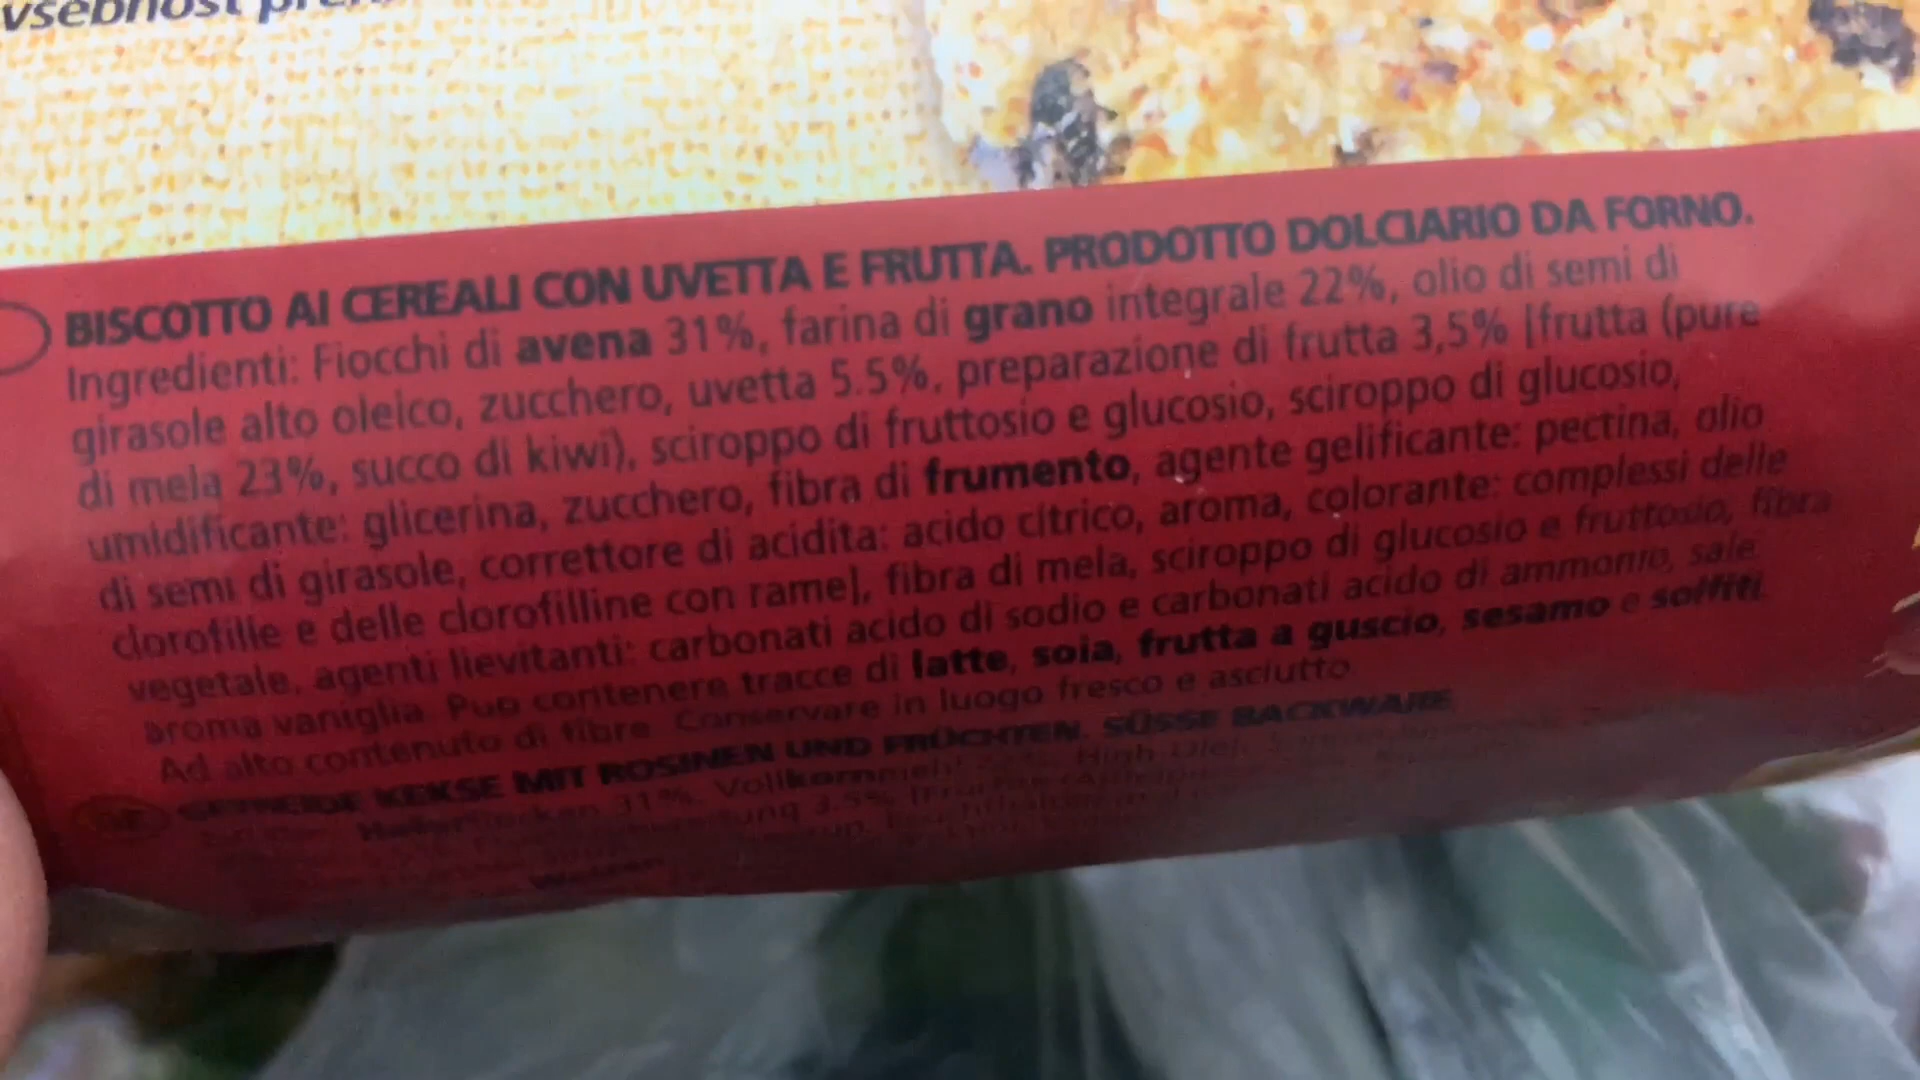 vsebnost
BISCOTTO AI CEREALI CON UVETTA E FRUTTA. PRODOTTO DOLCIARIO DA FORNO.
Ingredienti: Fiocchi di avena 31%, farina di grano integrale 22%, olio di semi di
girasole alto oleico, zucchero, uvetta 5.5%, preparazione di frutta 3,5% [frutta (pure
di mela 23%, succo di kiwi), sciroppo di fruttosio e glucosio, sciroppo di glucosio,
umidificante: glicerina, zucchero, fibra di frumento, agente gelificante: pectina, olio
di semi di girasole, correttore di acidita: acido citrico, aroma, colorante: complessi delle
clorofille e delle clorofilline con rame], fibra di mela, sciroppo di glucosio e fruttosio, fibra
vegetale, agenti lievitanti: carbonati acido di sodio e carbonati acido di ammonio, sale
aroma vaniglia. Puo contenere tracce di latte, soia, frutta a guscio, sesamo e solfiti
Ad alto contenuto di fibre. Conservare in luogo fresco e asciutto
GETREIDE KEKSE MIT ROSINEN UND FRÜCHTEN. SÜSSE BACKWARE
31%, High
3.5%